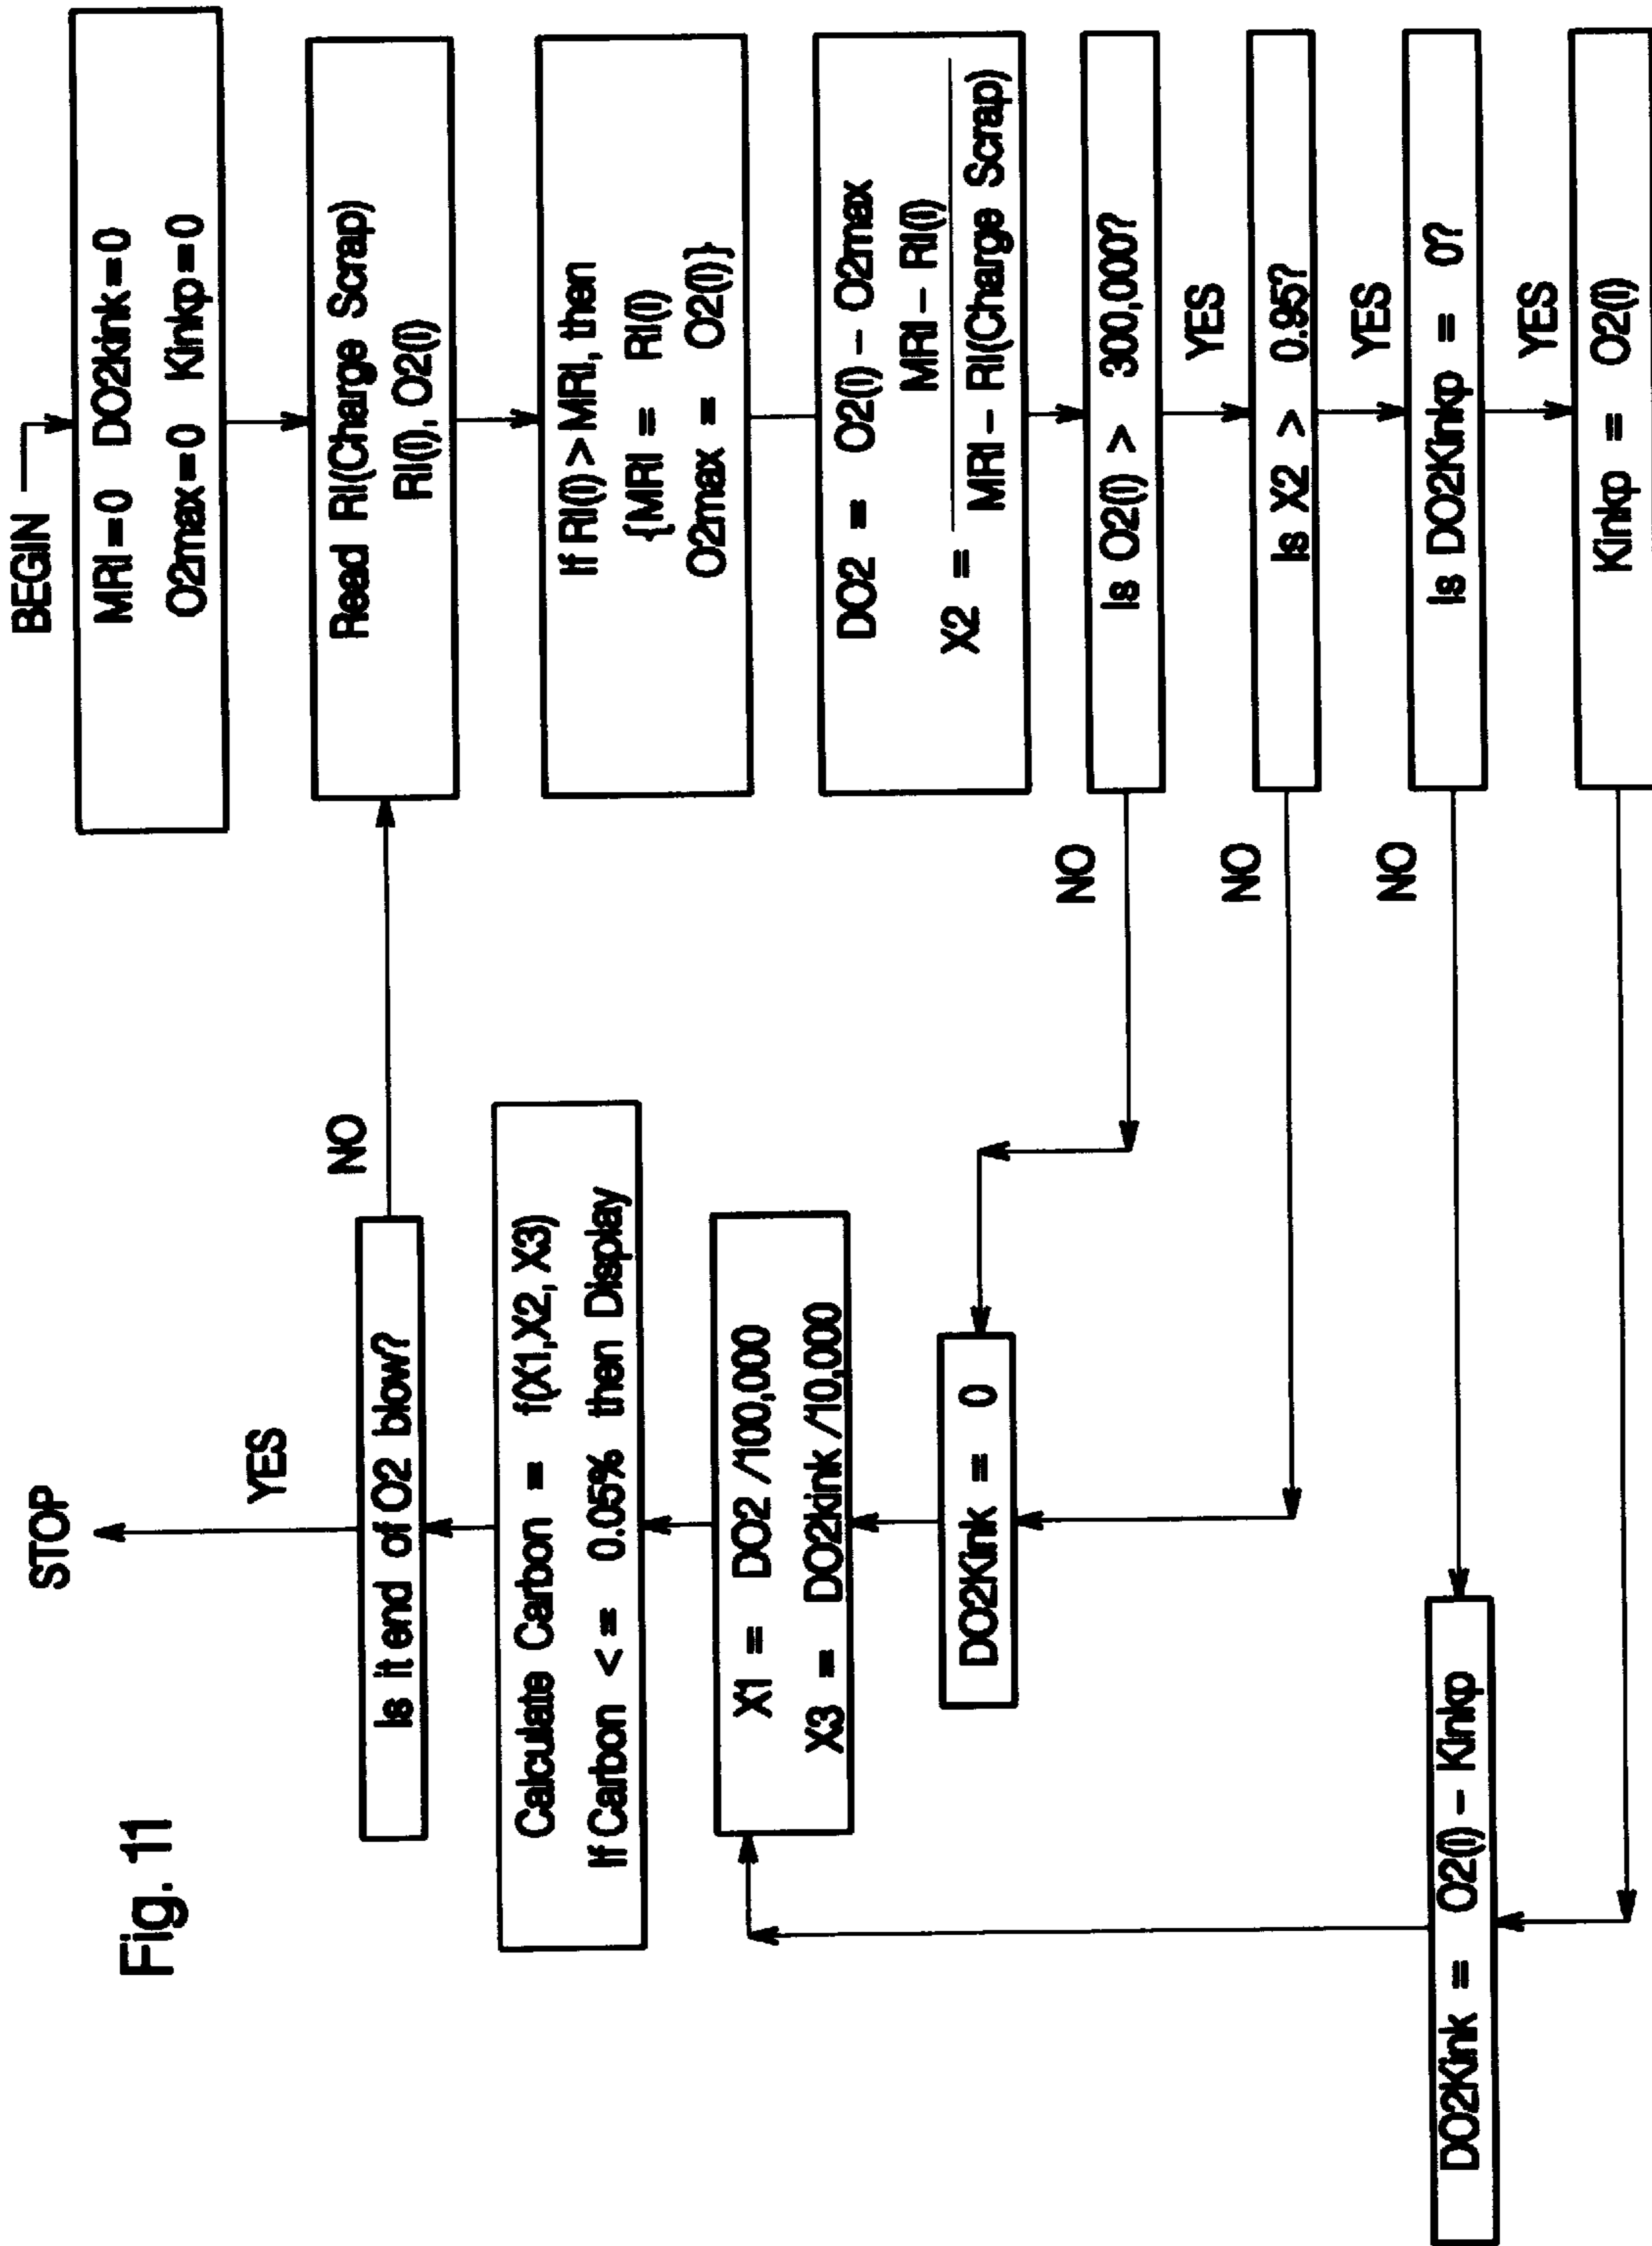 Fig. 11
BEGIN
MRI = 0 DO2kink = 0
O2max = 0 Kinkp = 0
Read RI(Charge Scrap)
RI(i), O2(i)
If RI(i) > MRI, then
{MRI = RI(i)
O2max = O2(i)}
DO2 = O2(i) - O2max
MRI - RI(i)
X2 =
MRI - RI(Charge Scrap)
Is O2(i) > 300,000?
YES
NO
Is X2 > 0.95?
YES
NO
Is DO2Kinkp = 0?
YES
NO
Kinkp = O2(i)
DO2Kink = O2(i) - Kinkp
DO2Kink = 0
X1 = DO2 /100,000
X3 = DO2kink /10,000
Calculate Carbon = f(X1,X2, X3)
If Carbon <= 0.05% then Display
Is it end of O2 blow?
NO
YES
STOP